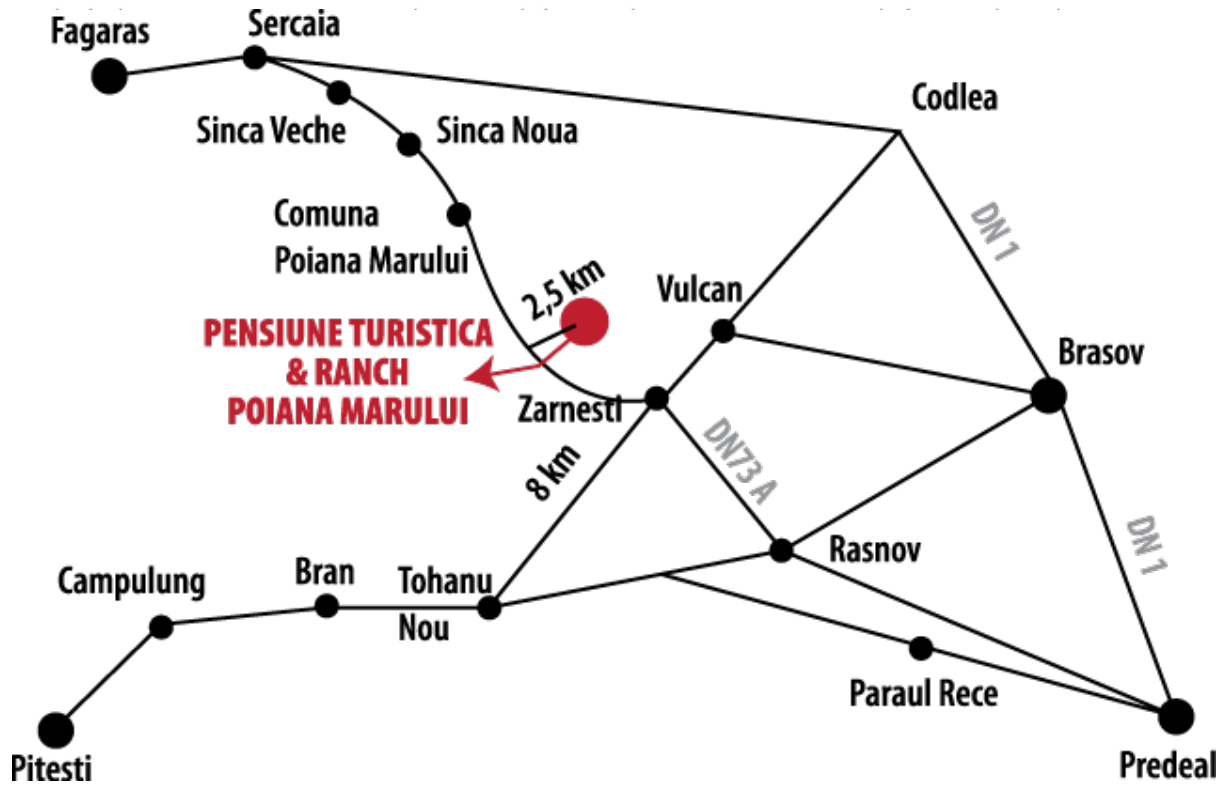 Fagaras
Sercaia
Codlea
Sinca Veche
Sinca Noua
Comuna
Poiana Marului
DN 1
2,5 km
Vulcan
PENSIUNE TURISTICA
& RANCH
POIANA MARULUI
Brasov
Zarnesti
DN73 A
8 km
Rasnov
DN 1
Campulung
Bran
Tohanu
Nou
Paraul Rece
Pitesti
Predeal